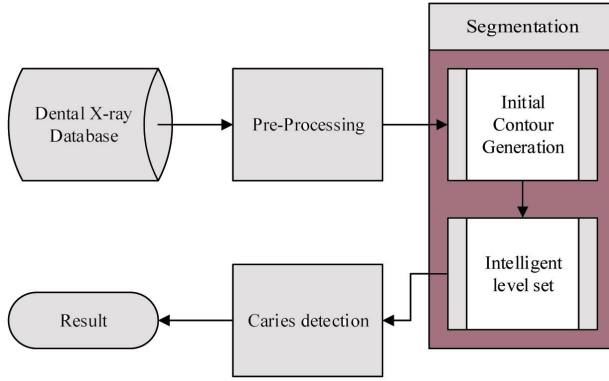 Segmentation
Dental X-ray
Database
Pre-Processing
Initial
Contour
Generation
Intelligent
level set
Caries detection
Result